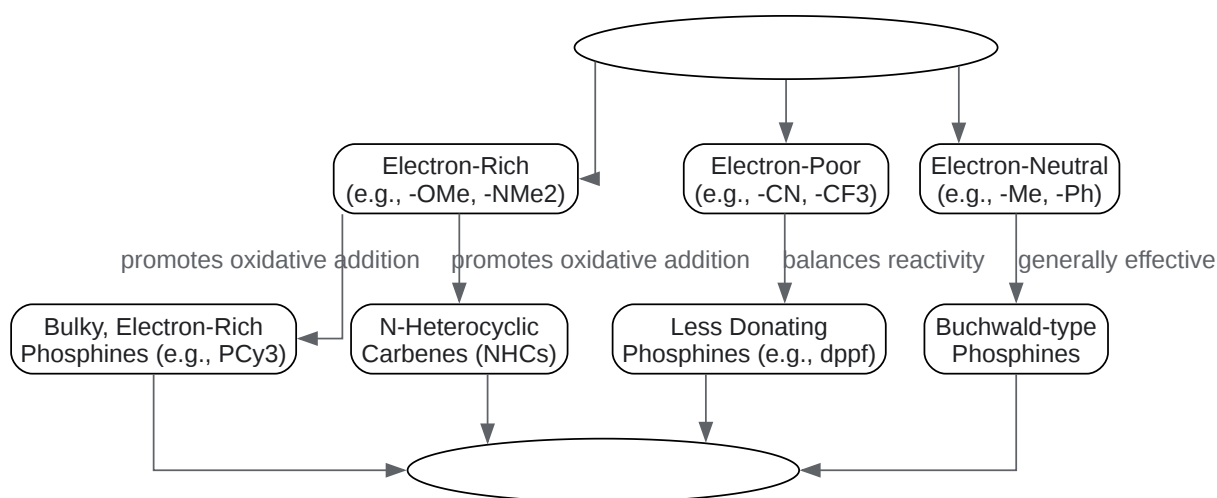 Electron-Rich
(e.g., -OMe, -NMe2)
Electron-Poor
(e.g., -CN, -CF3)
Electron-Neutral
(e.g., -Me, -Ph)
promotes oxidative addition
promotes oxidative addition
balances reactivity
generally effective
Bulky, Electron-Rich
Phosphines (e.g., PCy3)
N-Heterocyclic
Carbenes (NHCs)
Less Donating
Phosphines (e.g., dppf)
Buchwald-type
Phosphines